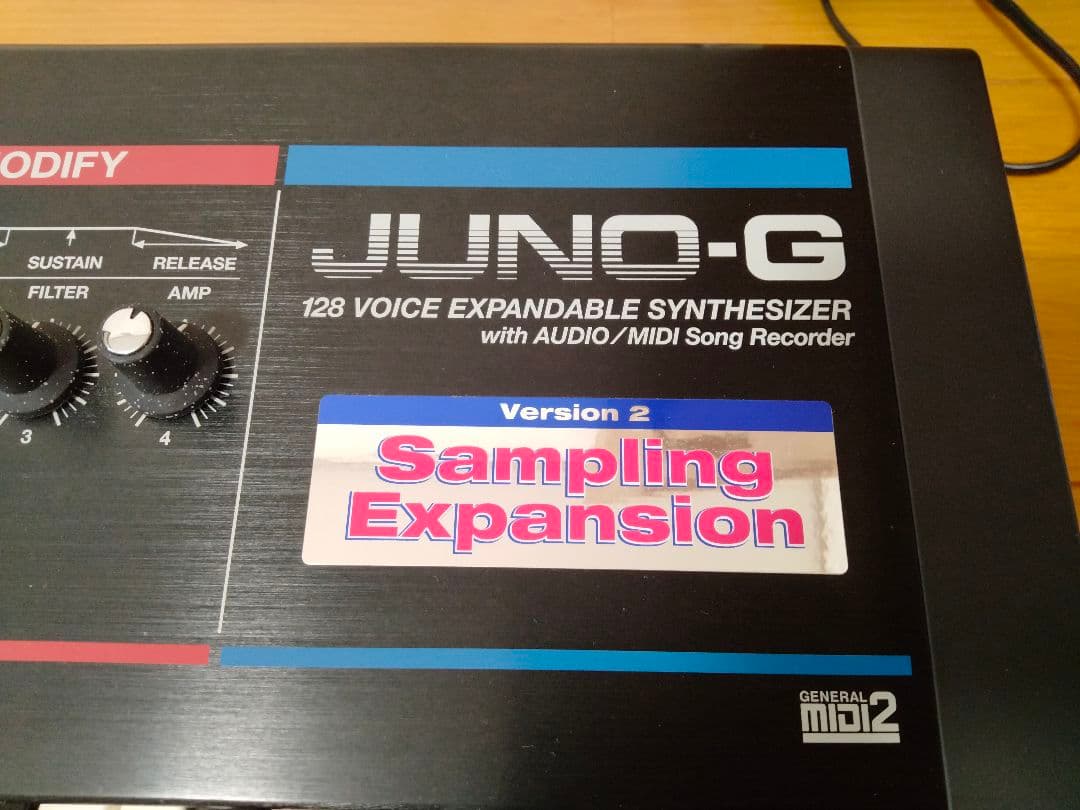 ODIFY
SUSTAIN RELEASE
FILTER AMP
3 4
JUNO-G
128 VOICE EXPANDABLE SYNTHESIZER
with AUDIO/MIDI Song Recorder
Version 2
Sampling
Expansion
GENERAL
MIDI2